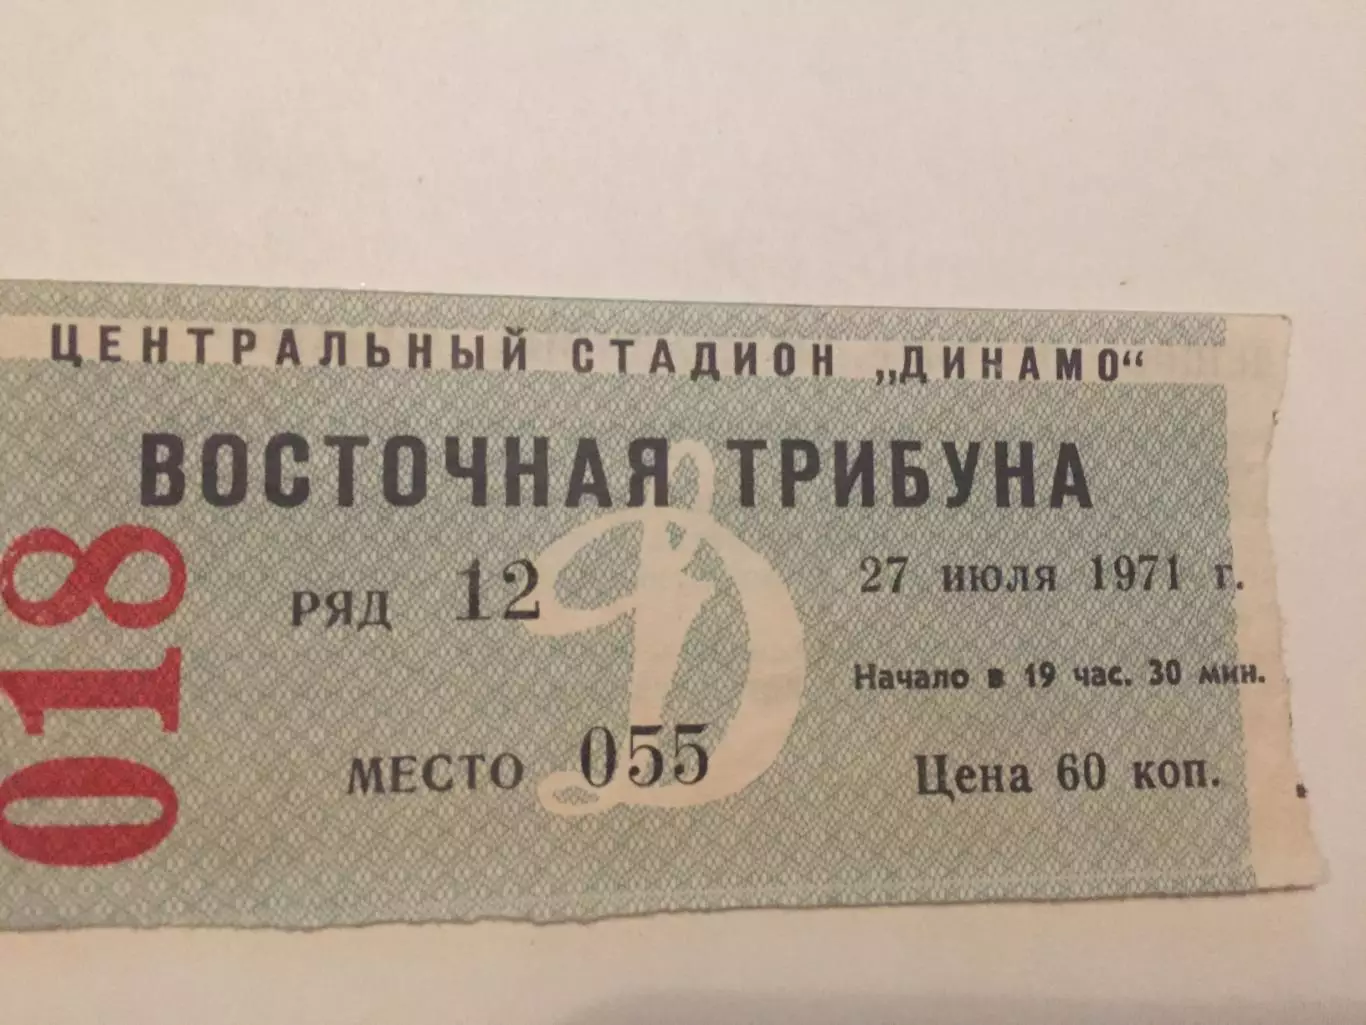 ЦЕНТРАЛЬНЫЙ СТАДИОН „ДИНАМО“
ВОСТОЧНАЯ ТРИБУНА
018
РЯД 12
27 июля 1971 г.
Начало в 19 час. 30 мин.
МЕСТО 055
Цена 60 коп.